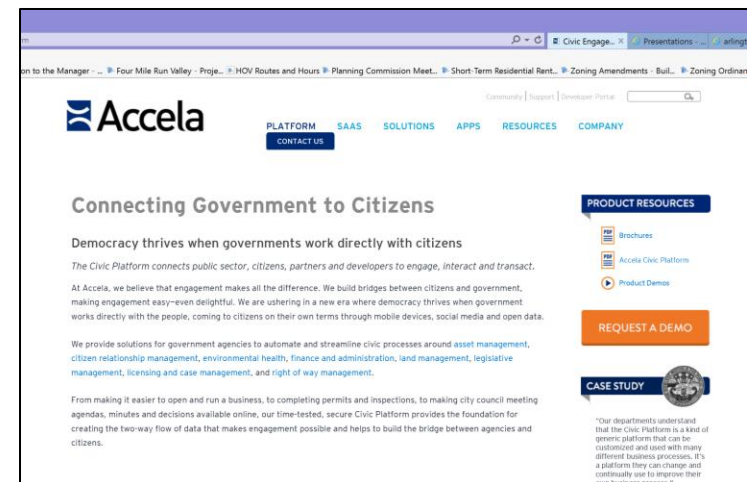 rm
Civic Engage... × Presentations - ... arlingt
on to the Manager - ... Four Mile Run Valley - Proje... HOV Routes and Hours Planning Commission Meet... Short-Term Residential Rent... Zoning Amendments - Buil... Zoning Ordinan
Community | Support | Developer Portal
Accela
PLATFORM SAAS SOLUTIONS APPS RESOURCES COMPANY
CONTACT US
Connecting Government to Citizens
Democracy thrives when governments work directly with citizens
The Civic Platform connects public sector, citizens, partners and developers to engage, interact and transact.
At Accela, we believe that engagement makes all the difference. We build bridges between citizens and government,
making engagement easy—even delightful. We are ushering in a new era where democracy thrives when government
works directly with the people, coming to citizens on their own terms through mobile devices, social media and open data.
We provide solutions for government agencies to automate and streamline civic processes around asset management,
citizen relationship management, environmental health, finance and administration, land management, legislative
management, licensing and case management, and right of way management.
From making it easier to open and run a business, to completing permits and inspections, to making city council meeting
agendas, minutes and decisions available online, our time-tested, secure Civic Platform provides the foundation for
creating the two-way flow of data that makes engagement possible and helps to build the bridge between agencies and
citizens.
PRODUCT RESOURCES
PDF Brochures
PDF Accela Civic Platform
Product Demos
REQUEST A DEMO
CASE STUDY
"Our departments understand
that the Civic Platform is a kind of
generic platform that can be
customized and used with many
different business processes. It's
a platform they can change and
continually use to improve their